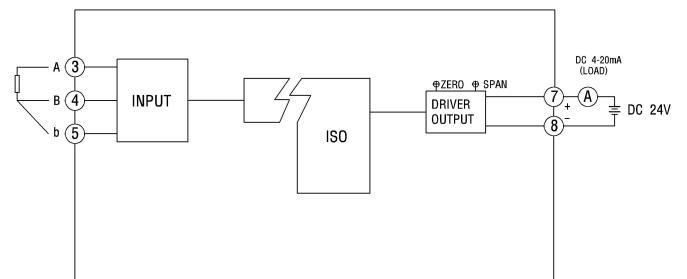 DC 4-20mA
(LOAD)
A 3
⊕ZERO ⊕ SPAN
B 4
INPUT
DRIVER
OUTPUT
7
+
A
DC 24V
b 5
ISO
8
−